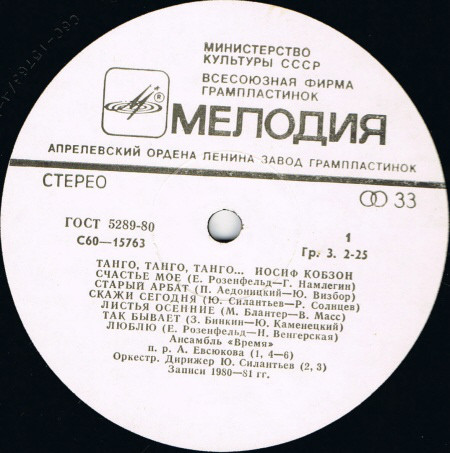 МИНИСТЕРСТВО
КУЛЬТУРЫ СССР
ВСЕСОЮЗНАЯ ФИРМА
ГРАМПЛАСТИНОК
®
МЕЛОДИЯ
АПРЕЛЕВСКИЙ ОРДЕНА ЛЕНИНА ЗАВОД ГРАМПЛАСТИНОК
СТЕРЕО
33
ГОСТ 5289-80
С60—15763
1
Гр. 3. 2-25
ТАНГО, ТАНГО, ТАНГО... ИОСИФ КОБЗОН
СЧАСТЬЕ МОЕ (Е. Розенфельд—Г. Намлегин)
СТАРЫЙ АРБАТ (П. Аедоницкий—Ю. Визбор)
СКАЖИ СЕГОДНЯ (Ю. Силантьев—Р. Солнцев)
ЛИСТЬЯ ОСЕННИЕ (М. Блантер—В. Масс)
ТАК БЫВАЕТ (З. Бинкин—Ю. Каменецкий)
ЛЮБЛЮ (Е. Розенфельд—Н. Венгерская)
Ансамбль «Время»
п. р. А. Евсюкова (1, 4—6)
Оркестр. Дирижер Ю. Силантьев (2, 3)
Записи 1980—81 гг.